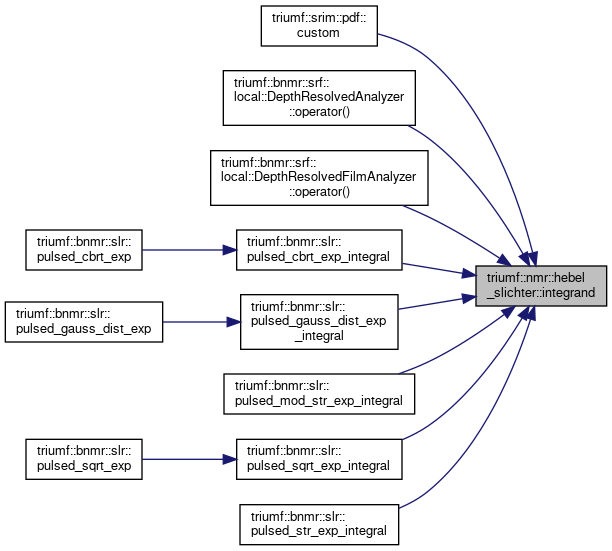 triumf::srim::pdf::
custom
triumf::bnmr::srf::
local::DepthResolvedAnalyzer
::operator()
triumf::bnmr::srf::
local::DepthResolvedFilmAnalyzer
::operator()
triumf::bnmr::slr::
pulsed_cbrt_exp
triumf::bnmr::slr::
pulsed_cbrt_exp_integral
triumf::nmr::hebel
_slichter::integrand
triumf::bnmr::slr::
pulsed_gauss_dist_exp
triumf::bnmr::slr::
pulsed_gauss_dist_exp
_integral
triumf::bnmr::slr::
pulsed_mod_str_exp_integral
triumf::bnmr::slr::
pulsed_sqrt_exp
triumf::bnmr::slr::
pulsed_sqrt_exp_integral
triumf::bnmr::slr::
pulsed_str_exp_integral